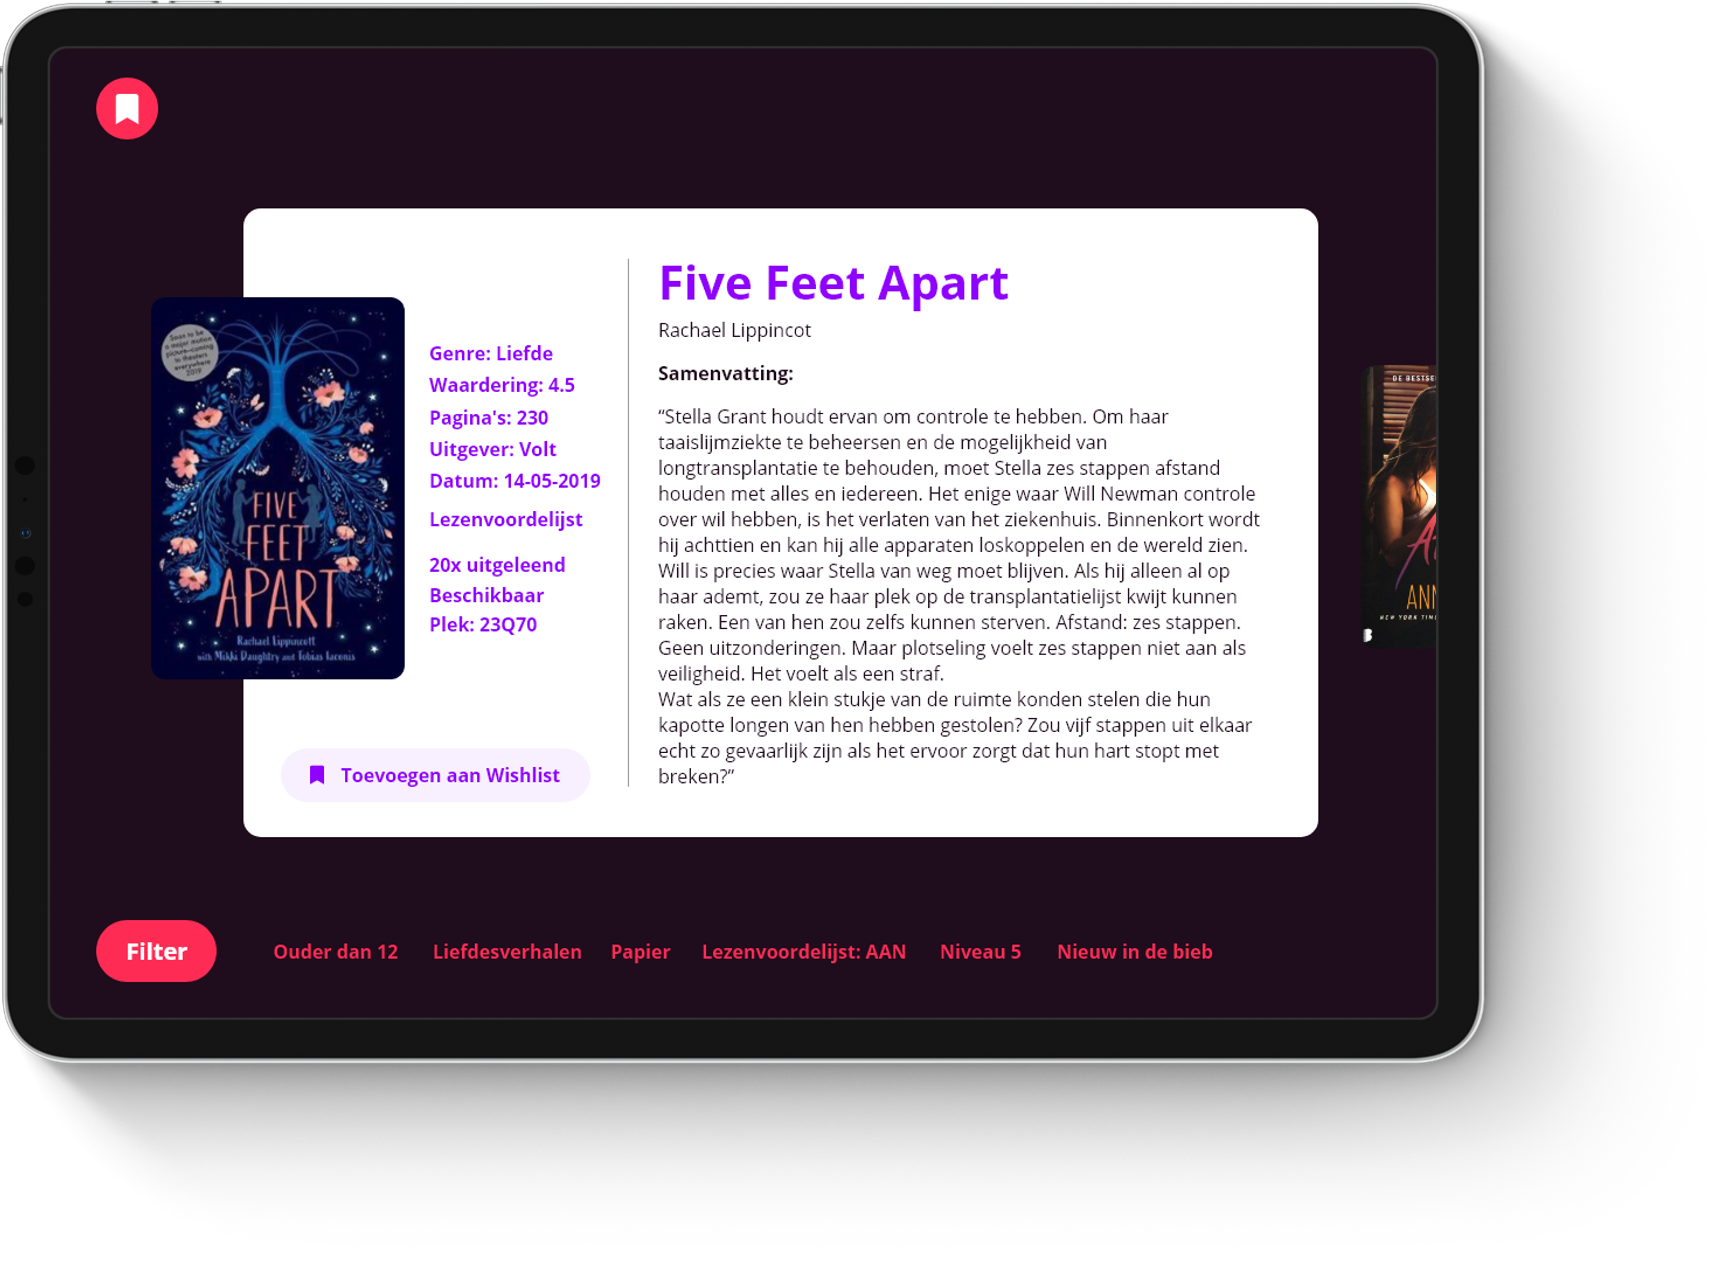 Five Feet Apart
Rachael Lippincot
Samenvatting:
“Stella Grant houdt ervan om controle te hebben. Om haar
taaislijmziekte te beheersen en de mogelijkheid van
longtransplantatie te behouden, moet Stella zes stappen afstand
houden met alles en iedereen. Het enige waar Will Newman controle
over wil hebben, is het verlaten van het ziekenhuis. Binnenkort wordt
hij achttien en kan hij alle apparaten loskoppelen en de wereld zien.
Will is precies waar Stella van weg moet blijven. Als hij alleen al op
haar ademt, zou ze haar plek op de transplantatielijst kwijt kunnen
raken. Een van hen zou zelfs kunnen sterven. Afstand: zes stappen.
Geen uitzonderingen. Maar plotseling voelt zes stappen niet aan als
veiligheid. Het voelt als een straf.
Wat als ze een klein stukje van de ruimte konden stelen die hun
kapotte longen van hen hebben gestolen? Zou vijf stappen uit elkaar
echt zo gevaarlijk zijn als het ervoor zorgt dat hun hart stopt met
breken?”
Soon to be
a major motion
picture—coming
to theaters
everywhere
2019
FIVE
FEET
APART
Rachael Lippincott
with Mikki Daughtry and Tobias Iaconis
Genre: Liefde
Waardering: 4.5
Pagina's: 230
Uitgever: Volt
Datum: 14-05-2019
Lezenvoordelijst
20x uitgeleend
Beschikbaar
Plek: 23Q70
Toevoegen aan Wishlist
DE BESTSE
A
ANN
NEW YORK TIM
Filter
Ouder dan 12
Liefdesverhalen
Papier
Lezenvoordelijst: AAN
Niveau 5
Nieuw in de bieb